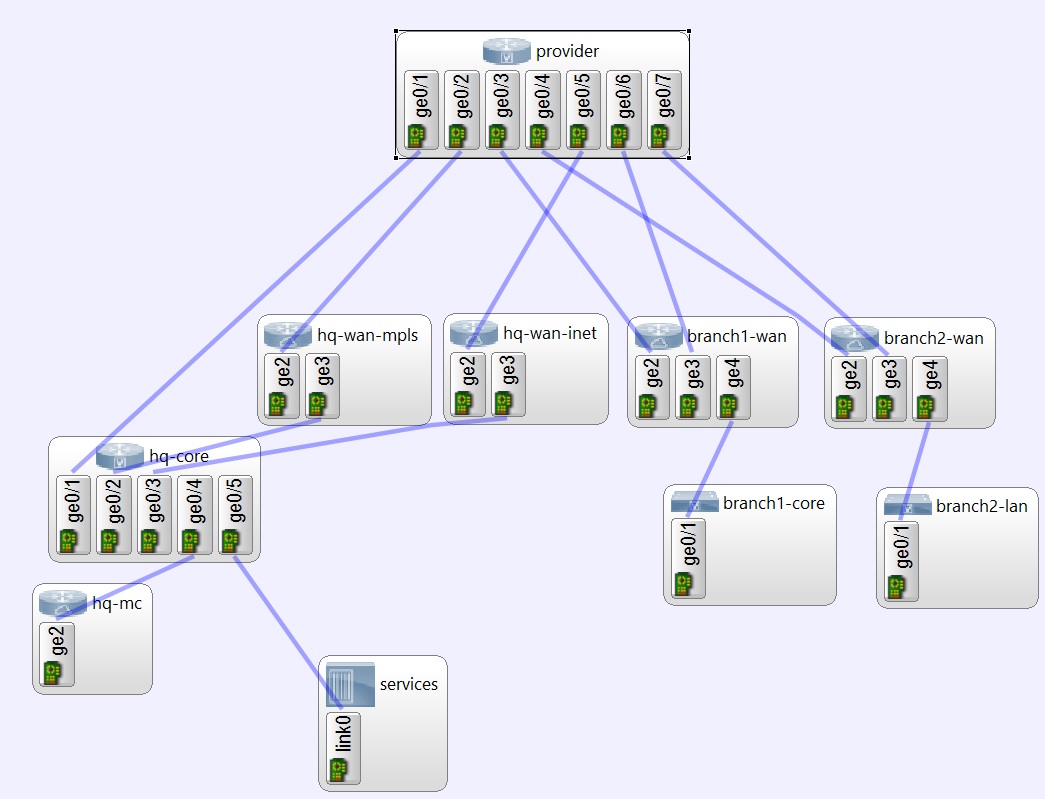 provider
ge0/1
ge0/2
ge0/3
ge0/4
ge0/5
ge0/6
ge0/7
hq-wan-mpls
ge2
ge3
hq-wan-inet
ge2
ge3
branch1-wan
ge2
ge3
ge4
branch2-wan
ge2
ge3
ge4
hq-core
ge0/1
ge0/2
ge0/3
ge0/4
ge0/5
branch1-core
ge0/1
branch2-lan
ge0/1
hq-mc
ge2
services
link0